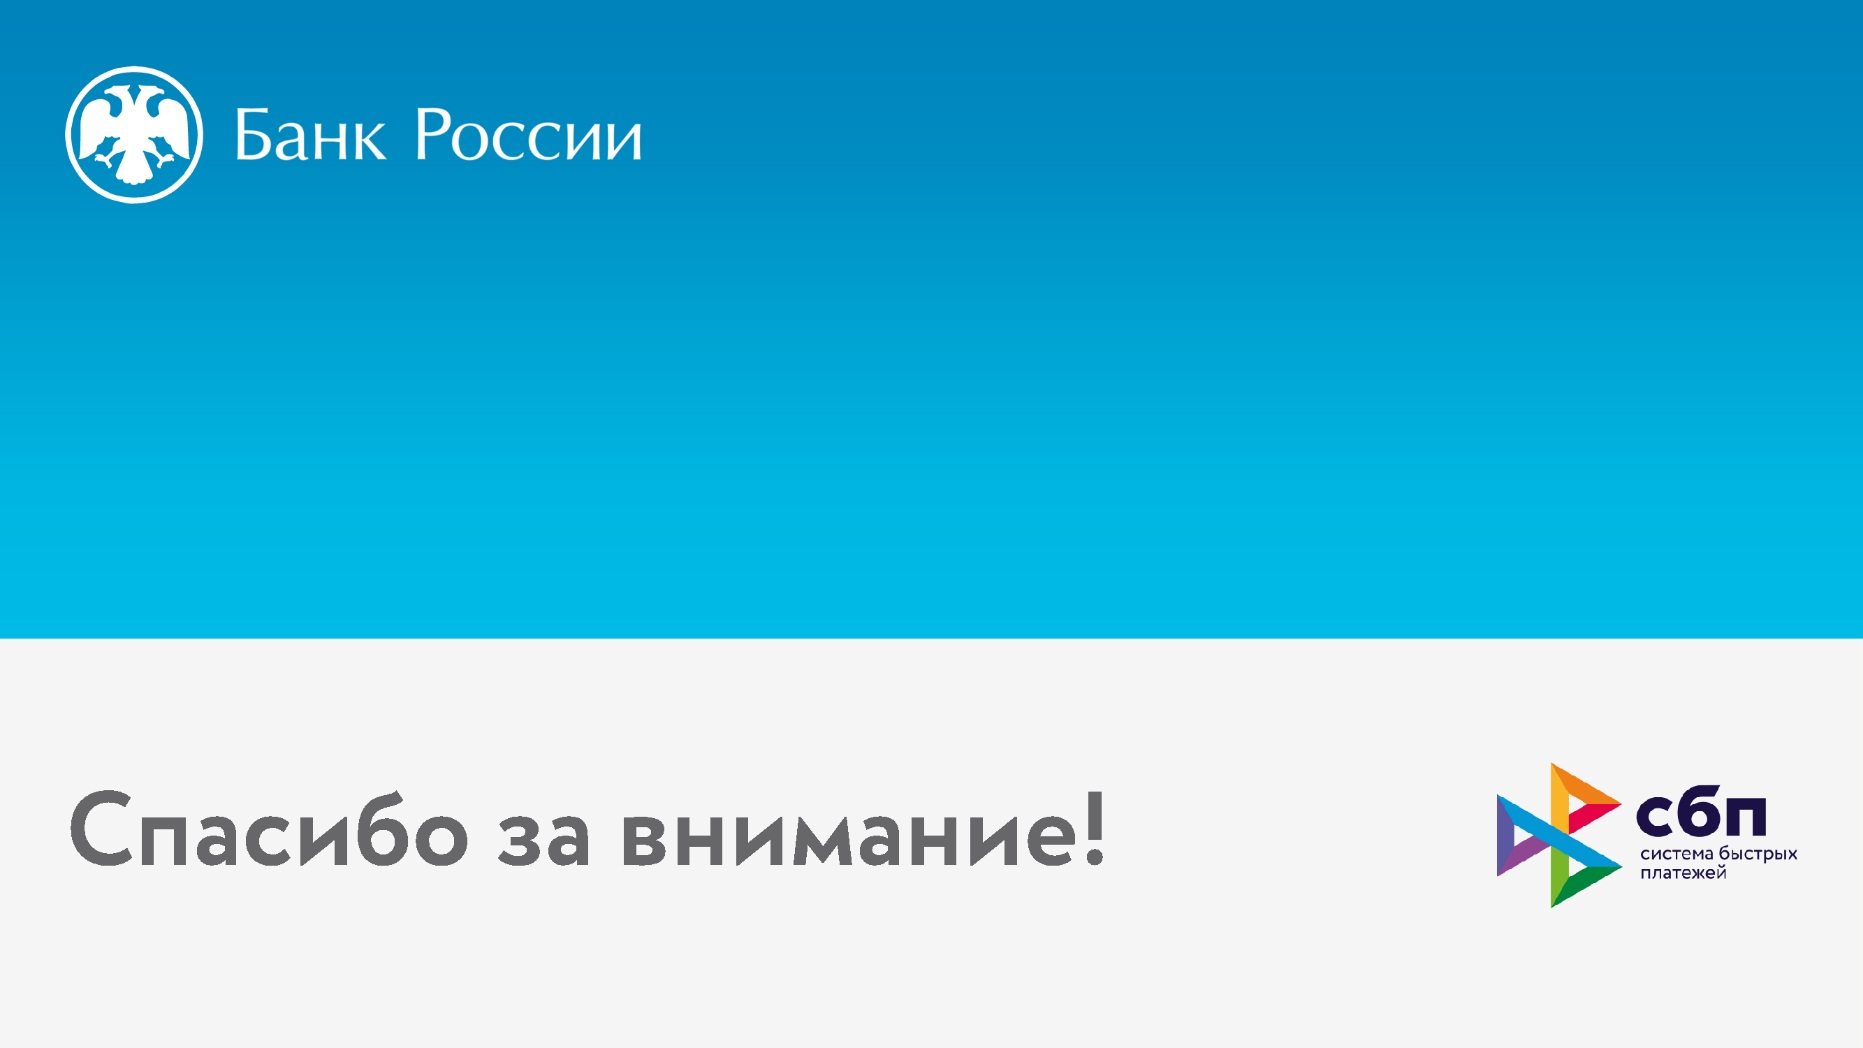 Банк России
Спасибо за внимание!
сбп
система быстрых
платежей